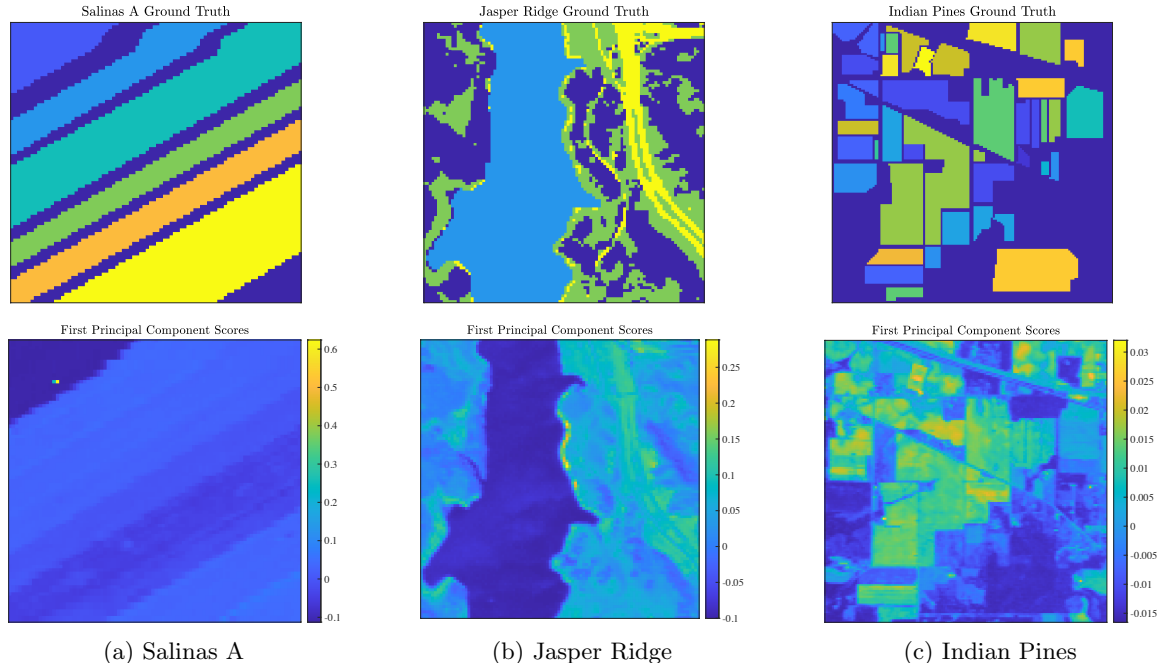 Salinas A Ground Truth
Jasper Ridge Ground Truth
Indian Pines Ground Truth
First Principal Component Scores
0.6
0.5
0.4
0.3
0.2
0.1
0
-0.1
First Principal Component Scores
0.25
0.2
0.15
0.1
0.05
0
-0.05
-0.1
First Principal Component Scores
0.03
0.025
0.02
0.015
0.01
0.005
0
-0.005
-0.01
-0.015
(a) Salinas A
(b) Jasper Ridge
(c) Indian Pines